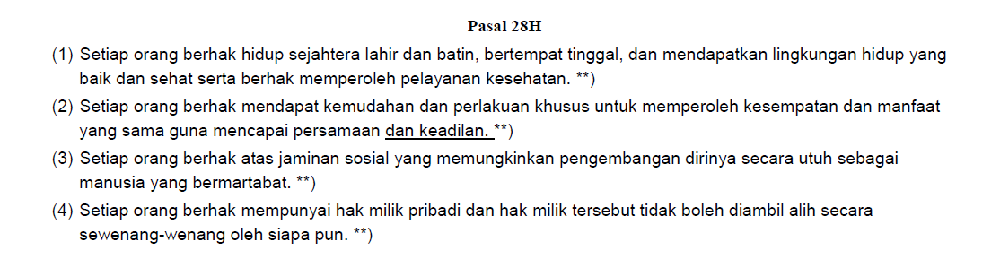 Pasal 28H
(1) Setiap orang berhak hidup sejahtera lahir dan batin, bertempat tinggal, dan mendapatkan lingkungan hidup yang
baik dan sehat serta berhak memperoleh pelayanan kesehatan. **)
(2) Setiap orang berhak mendapat kemudahan dan perlakuan khusus untuk memperoleh kesempatan dan manfaat
yang sama guna mencapai persamaan dan keadilan. **)
(3) Setiap orang berhak atas jaminan sosial yang memungkinkan pengembangan dirinya secara utuh sebagai
manusia yang bermartabat. **)
(4) Setiap orang berhak mempunyai hak milik pribadi dan hak milik tersebut tidak boleh diambil alih secara
sewenang-wenang oleh siapa pun. **)